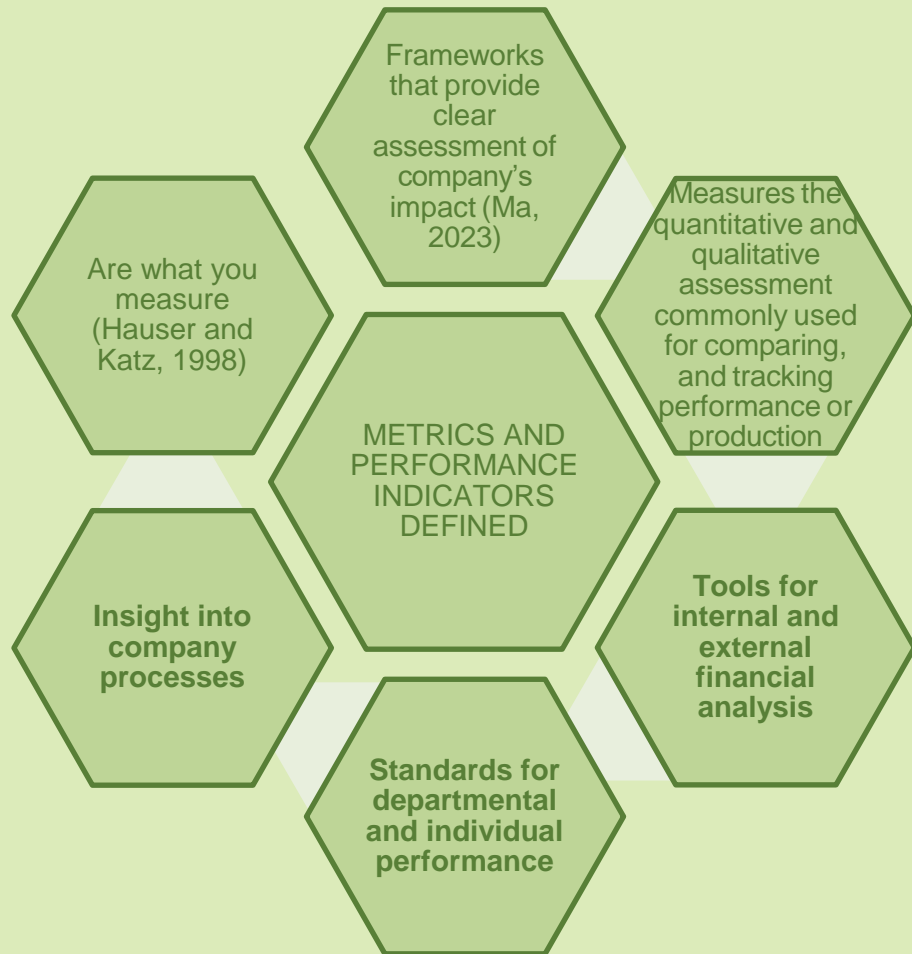 Frameworks
that provide
clear
assessment of
company's
impact (Ma,
2023)
Measures the
quantitative and
qualitative
assessment
commonly used
for comparing,
and tracking
performance or
production
Tools for
internal and
external
financial
analysis
Standards for
departmental
and individual
performance
Insight into
company
processes
Are what you
measure
(Hauser and
Katz, 1998)
METRICS AND
PERFORMANCE
INDICATORS
DEFINED